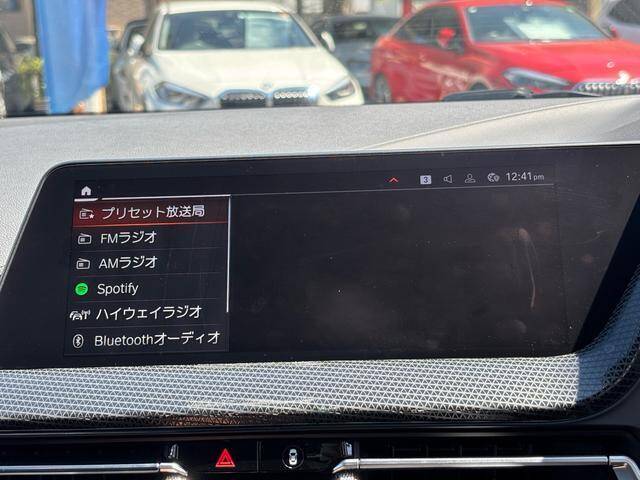 3 12:41pm
プリセット放送局
FMラジオ
AMラジオ
Spotify
ハイウェイラジオ
Bluetoothオーディオ